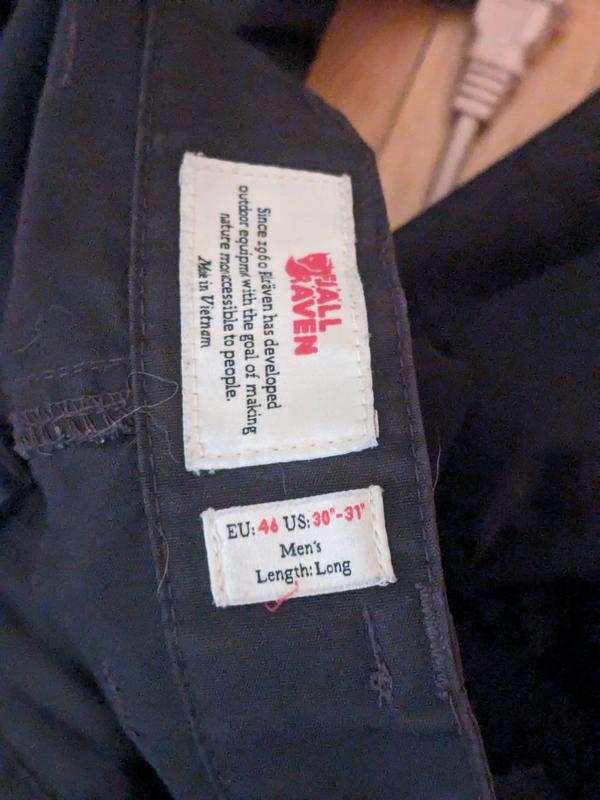 FJÄLL
RAVEN
Since 1960 Fjällräven has developed
outdoor equipment with the goal of making
nature more accessible to people.
Made in Vietnam
EU: 46 US: 30"-31"
Men's
Length: Long